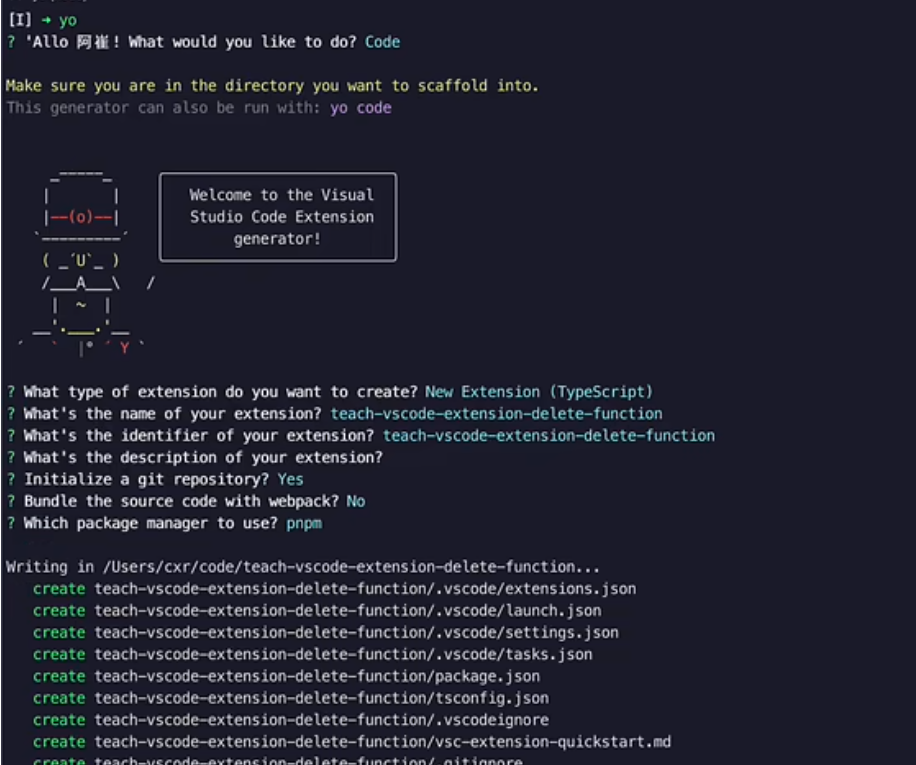 [I] ➜ yo
? 'Allo 阿崔! What would you like to do? Code
Make sure you are in the directory you want to scaffold into.
This generator can also be run with: yo code
Welcome to the Visual
Studio Code Extension
generator!
? What type of extension do you want to create? New Extension (TypeScript)
? What's the name of your extension? teach-vscode-extension-delete-function
? What's the identifier of your extension? teach-vscode-extension-delete-function
? What's the description of your extension?
? Initialize a git repository? Yes
? Bundle the source code with webpack? No
? Which package manager to use? pnpm
Writing in /Users/cxr/code/teach-vscode-extension-delete-function...
create teach-vscode-extension-delete-function/.vscode/extensions.json
create teach-vscode-extension-delete-function/.vscode/launch.json
create teach-vscode-extension-delete-function/.vscode/settings.json
create teach-vscode-extension-delete-function/.vscode/tasks.json
create teach-vscode-extension-delete-function/package.json
create teach-vscode-extension-delete-function/tsconfig.json
create teach-vscode-extension-delete-function/.vscodeignore
create teach-vscode-extension-delete-function/vsc-extension-quickstart.md
create teach-vscode-extension-delete-function/.gitignore